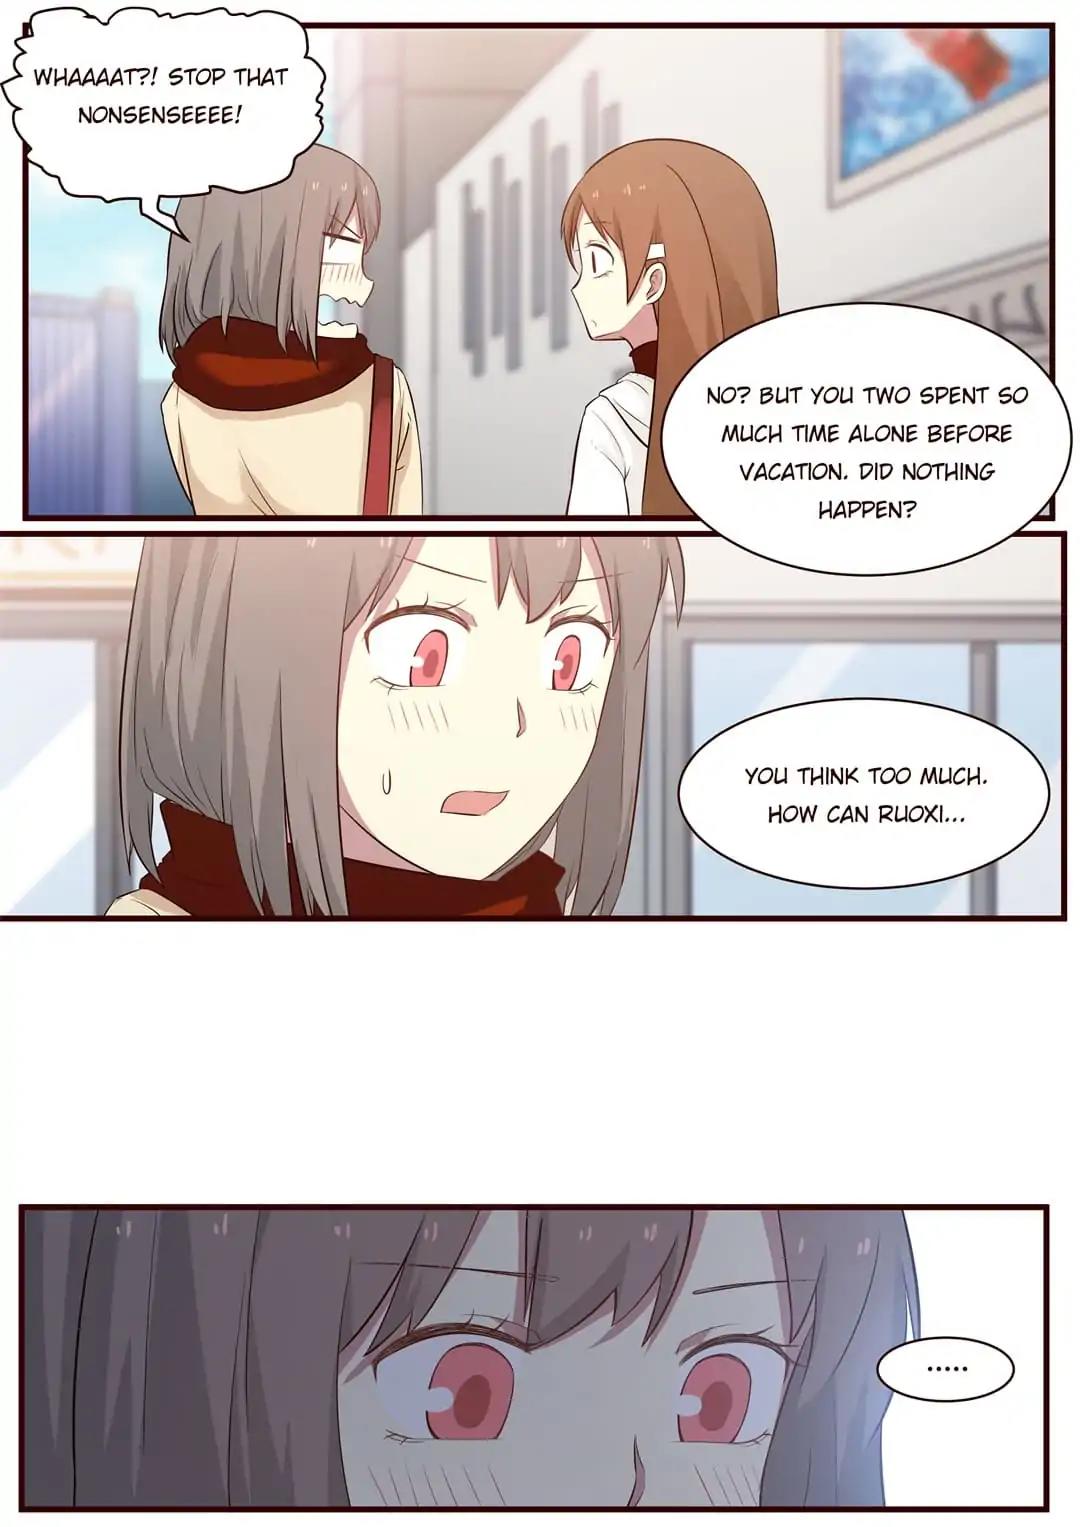 WHAAAAT?! STOP THAT
NONSENSEEEE!
NO? BUT YOU TWO SPENT SO
MUCH TIME ALONE BEFORE
VACATION. DID NOTHING
HAPPEN?
YOU THINK TOO MUCH.
HOW CAN RUOXI...
.....